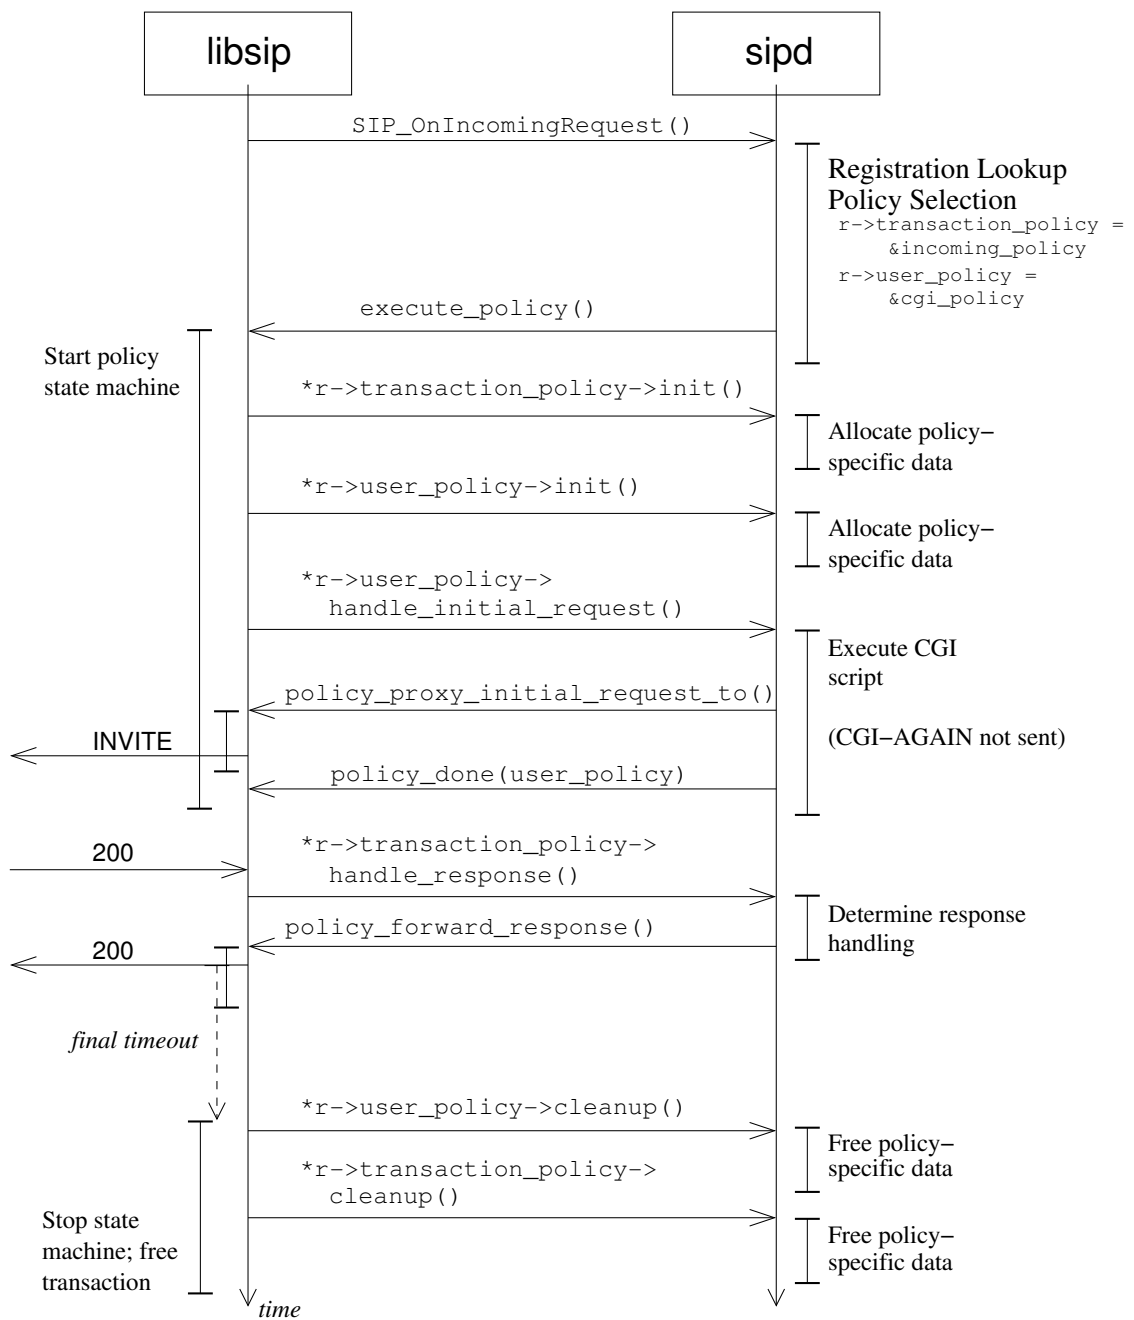 libsip
sipd
SIP_OnIncomingRequest()
Registration Lookup
Policy Selection
r->transaction_policy =
&incoming_policy
r->user_policy =
&cgi_policy
execute_policy()
Start policy
state machine
*r->transaction_policy->init()
Allocate policy-
specific data
*r->user_policy->init()
Allocate policy-
specific data
*r->user_policy->
handle_initial_request()
Execute CGI
script
policy_proxy_initial_request_to()
(CGI-AGAIN not sent)
INVITE
policy_done(user_policy)
200
*r->transaction_policy->
handle_response()
Determine response
handling
policy_forward_response()
200
final timeout
*r->user_policy->cleanup()
Free policy-
specific data
*r->transaction_policy->
cleanup()
Stop state
machine; free
transaction
Free policy-
specific data
time